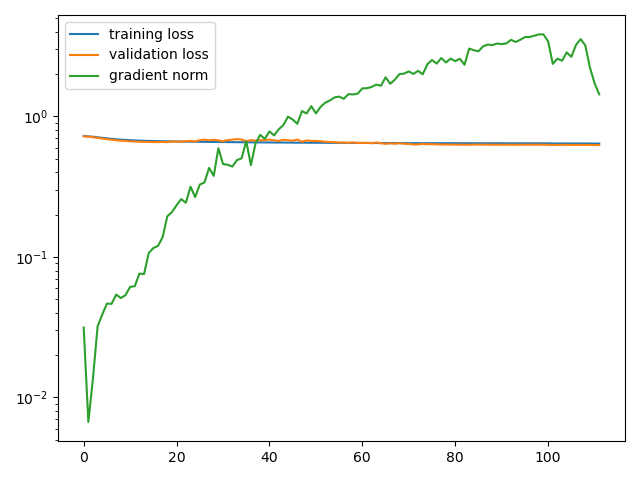 training loss
validation loss
gradient norm
10⁰
10⁻¹
10⁻²
0 20 40 60 80 100